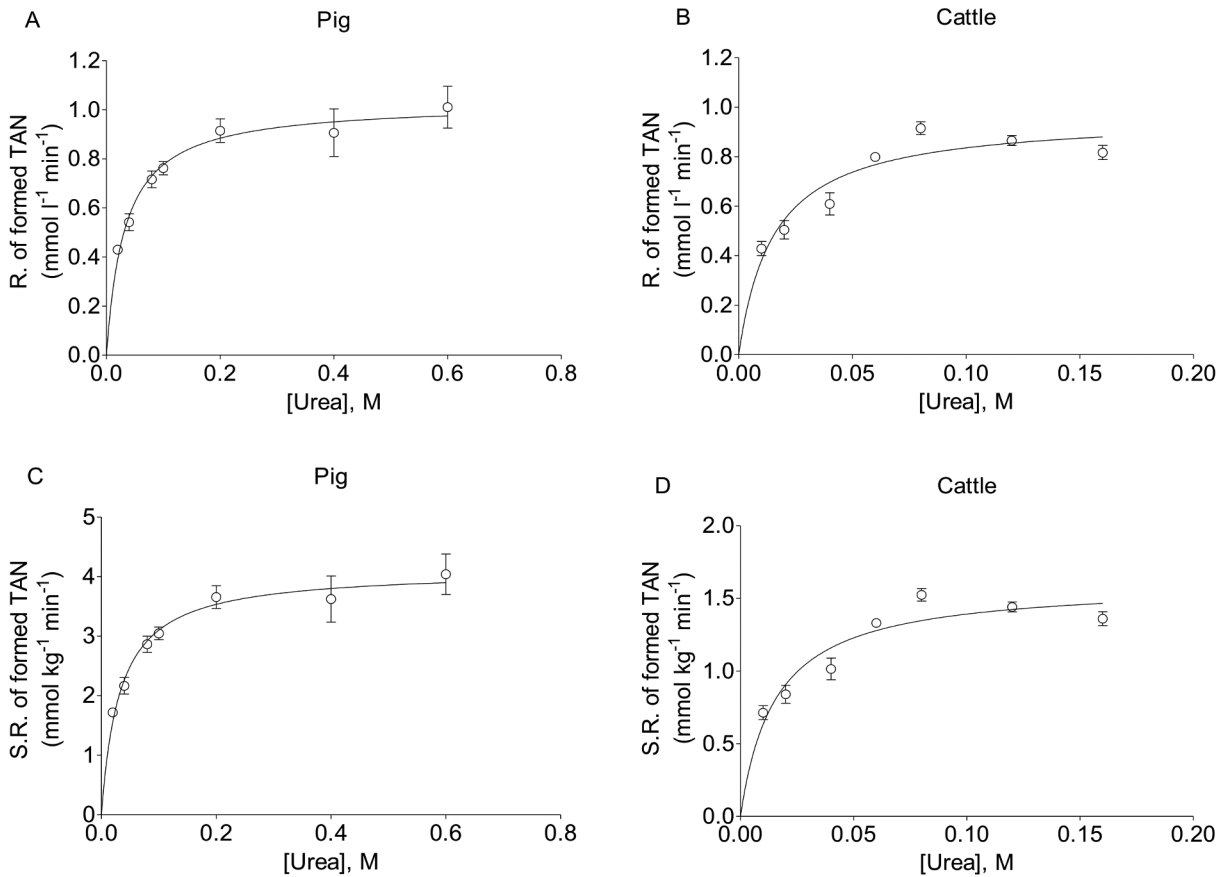 A
Pig
R. of formed TAN
(mmol l⁻¹ min⁻¹)
1.2
1.0
0.8
0.6
0.4
0.2
0.0
0.0 0.2 0.4 0.6 0.8
[Urea], M
B
Cattle
R. of formed TAN
(mmol l⁻¹ min⁻¹)
1.2
1.0
0.8
0.6
0.4
0.2
0.0
0.00 0.05 0.10 0.15 0.20
[Urea], M
C
Pig
S.R. of formed TAN
(mmol kg⁻¹ min⁻¹)
5
4
3
2
1
0
0.0 0.2 0.4 0.6 0.8
[Urea], M
D
Cattle
S.R. of formed TAN
(mmol kg⁻¹ min⁻¹)
2.0
1.5
1.0
0.5
0.0
0.00 0.05 0.10 0.15 0.20
[Urea], M